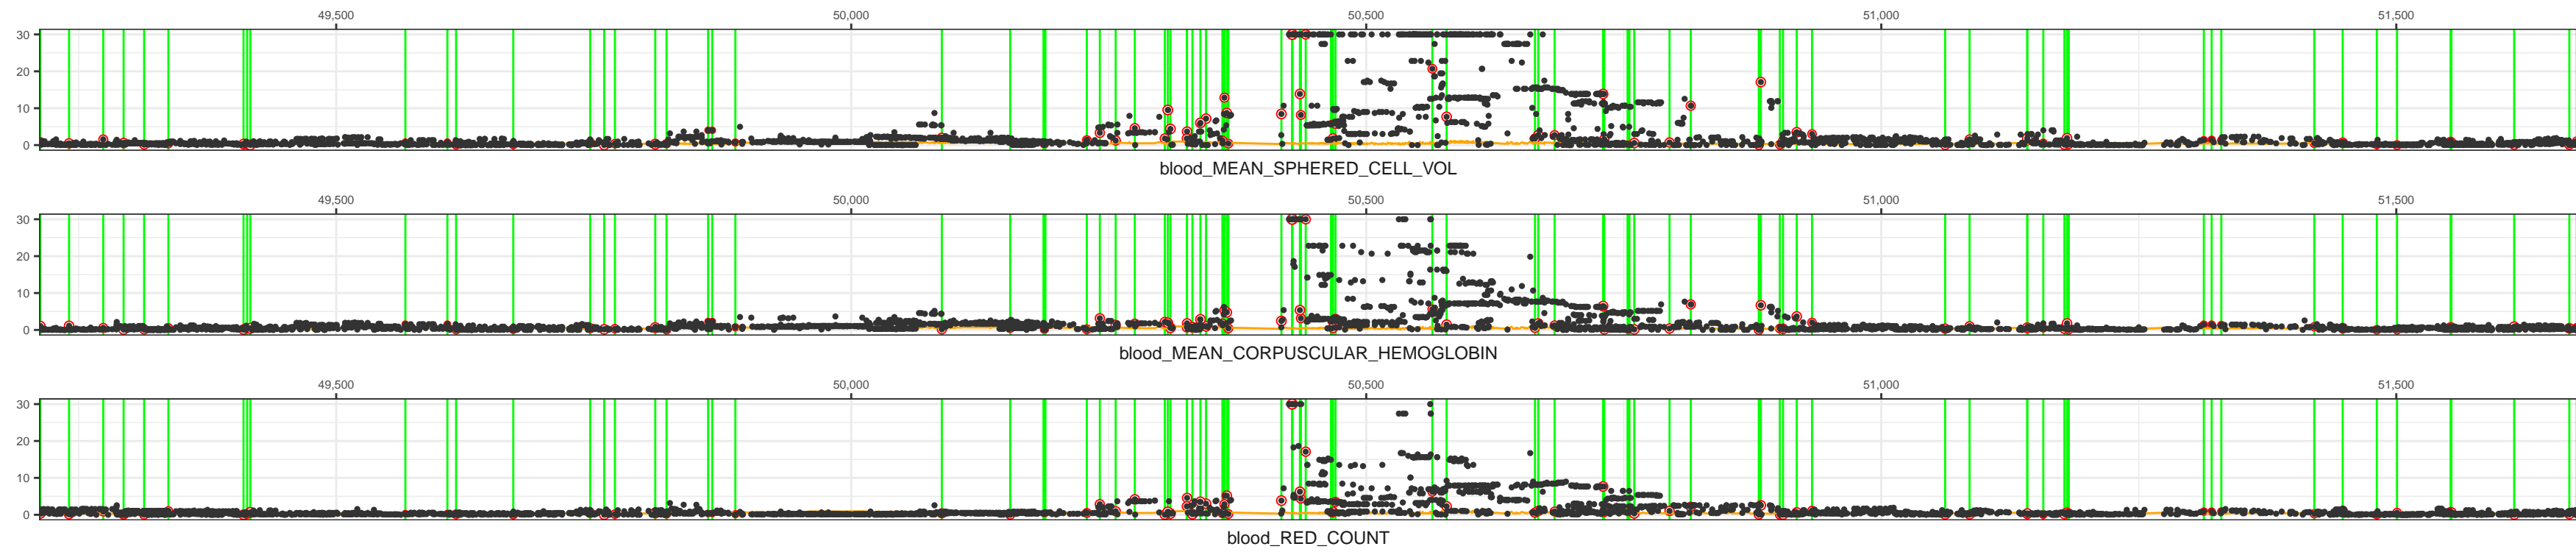 49,500 50,000 50,500 51,000 51,500
30
20
10
0
blood_MEAN_SPHERED_CELL_VOL
49,500 50,000 50,500 51,000 51,500
30
20
10
0
blood_MEAN_CORPUSCULAR_HEMOGLOBIN
49,500 50,000 50,500 51,000 51,500
30
20
10
0
blood_RED_COUNT